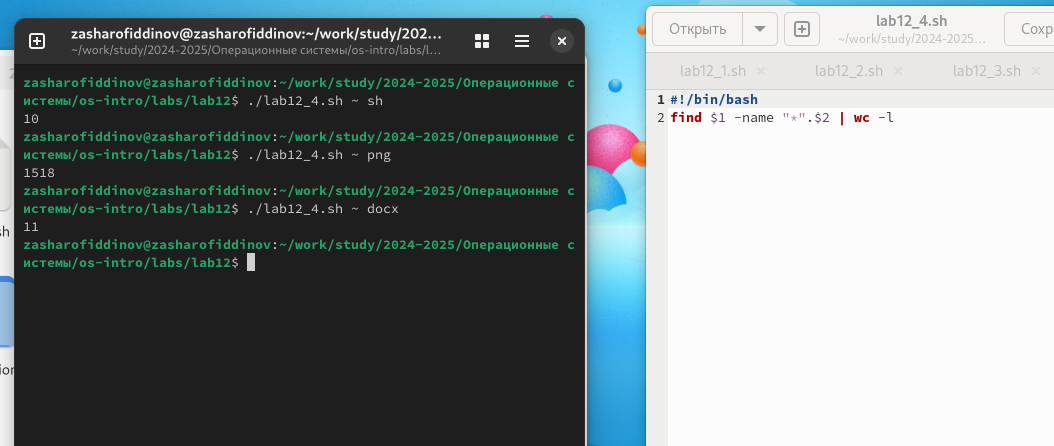 zasharofiddinov@zasharofiddinov:~/work/study/202...
~/work/study/2024-2025/Операционные системы/os-intro/labs/l...
zasharofiddinov@zasharofiddinov:~/work/study/2024-2025/Операционные с
истемы/os-intro/labs/lab12$ ./lab12_4.sh ~ sh
10
zasharofiddinov@zasharofiddinov:~/work/study/2024-2025/Операционные с
истемы/os-intro/labs/lab12$ ./lab12_4.sh ~ png
1518
zasharofiddinov@zasharofiddinov:~/work/study/2024-2025/Операционные с
истемы/os-intro/labs/lab12$ ./lab12_4.sh ~ docx
11
zasharofiddinov@zasharofiddinov:~/work/study/2024-2025/Операционные с
истемы/os-intro/labs/lab12$
Открыть
lab12_4.sh
~/work/study/2024-2025...
Сохр
lab12_1.sh × lab12_2.sh × lab12_3.sh ×
1 #!/bin/bash
2 find $1 -name "*".$2 | wc -l